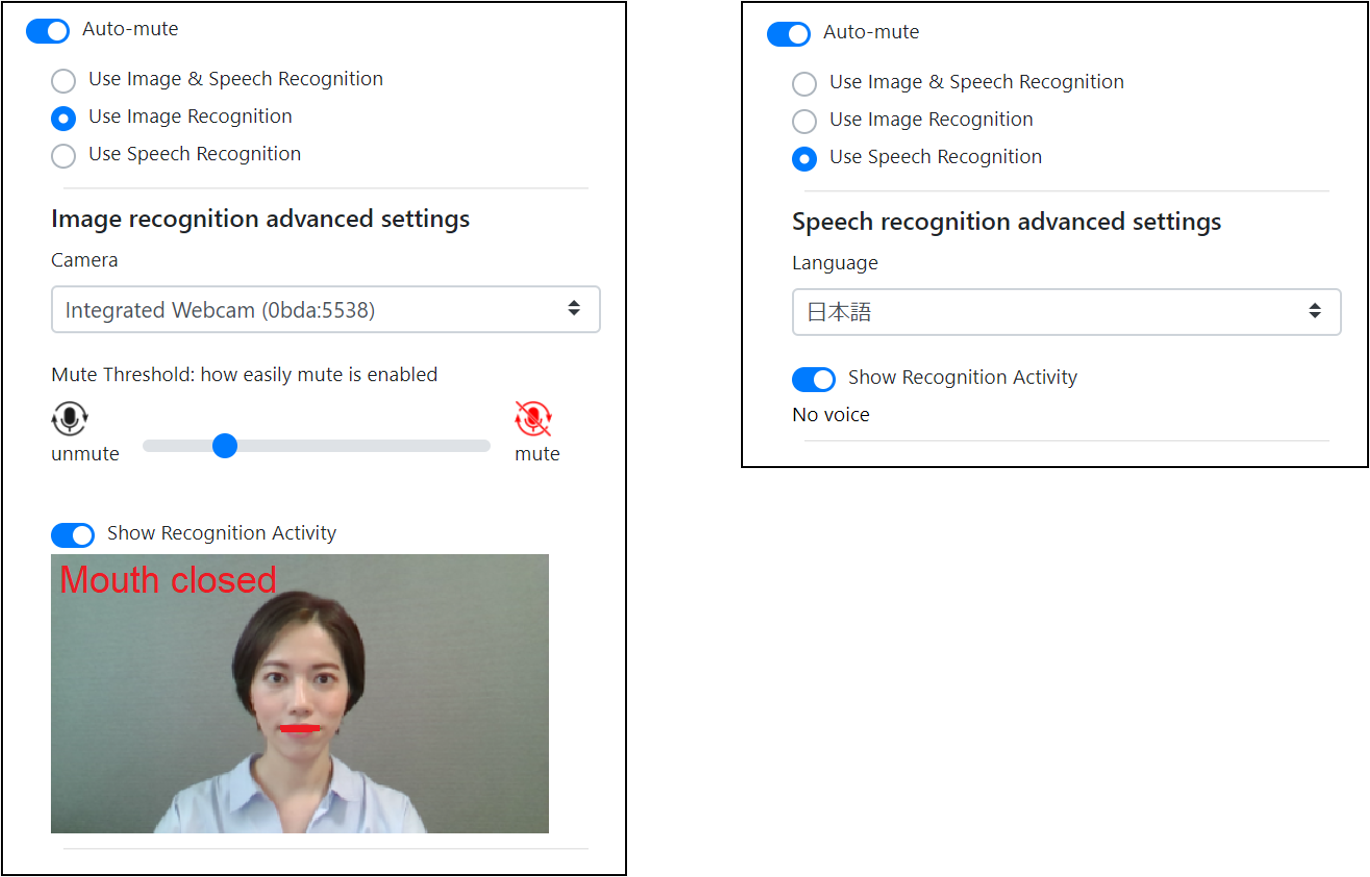 Auto-mute
Use Image & Speech Recognition
Use Image Recognition
Use Speech Recognition
Image recognition advanced settings
Camera
Integrated Webcam (0bda:5538)
Mute Threshold: how easily mute is enabled
unmute
mute
Show Recognition Activity
Mouth closed
Auto-mute
Use Image & Speech Recognition
Use Image Recognition
Use Speech Recognition
Speech recognition advanced settings
Language
日本語
Show Recognition Activity
No voice